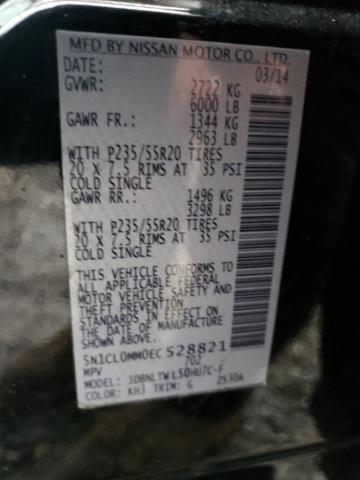 MFD BY NISSAN MOTOR CO., LTD.
DATE: 03/14
GVWR: 2722 KG
6000 LB
GAWR FR.: 1344 KG
2963 LB
WITH P235/55R20 TIRES
20 X 7.5 RIMS AT 35 PSI
COLD SINGLE
GAWR RR.: 1496 KG
3298 LB
WITH P235/55R20 TIRES
20 X 7.5 RIMS AT 35 PSI
COLD SINGLE
THIS VEHICLE CONFORMS TO
ALL APPLICABLE FEDERAL
MOTOR VEHICLE SAFETY AND
THEFT PREVENTION
STANDARDS IN EFFECT ON
THE DATE OF MANUFACTURE
SHOWN ABOVE.
5N1CL0MM0EC528821
MPV 702
MODEL: JDBNLTWL50HU7C-F
COLOR: KH3 TRIM: G 2S30A